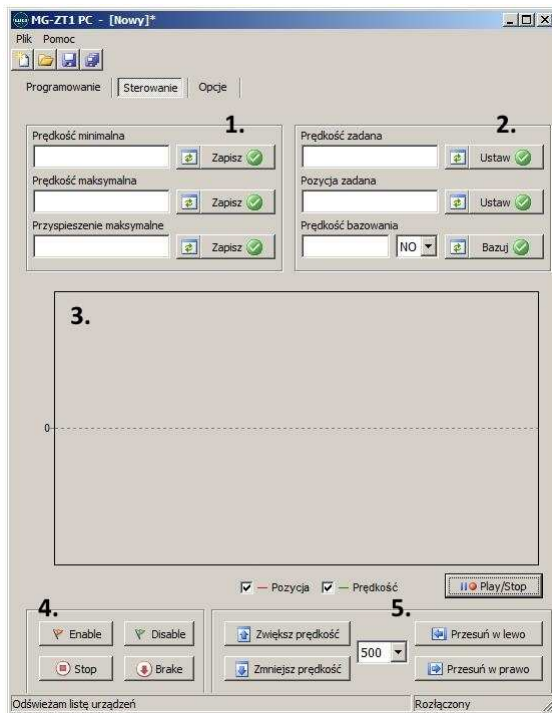 MG-ZT1 PC - [Nowy]*
Plik Pomoc
Programowanie Sterowanie Opcje
1.
Prędkość minimalna
Zapisz
Prędkość maksymalna
Zapisz
Przyspieszenie maksymalne
Zapisz
2.
Prędkość zadana
Ustaw
Pozycja zadana
Ustaw
Prędkość bazowania
NO Bazuj
3.
0
Pozycja Prędkość
Play/Stop
4.
Enable Disable
Stop Brake
5.
Zwiększ prędkość
Zmniejsz prędkość
500
Przesuń w lewo
Przesuń w prawo
Odświeżam listę urządzeń
Rozłączony